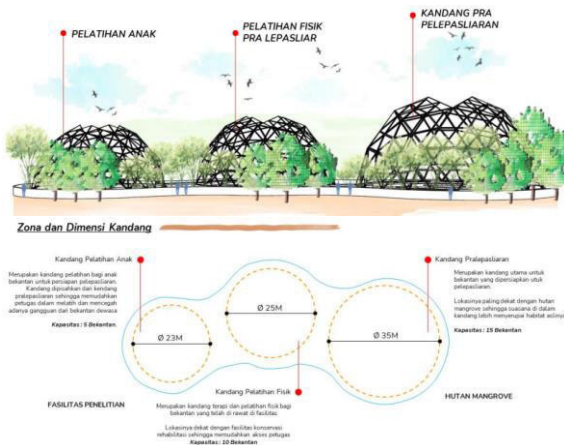 PELATIHAN ANAK
PELATIHAN FISIK
PRA LEPASLIAR
KANDANG PRA
PELEPASLIARAN
Zona dan Dimensi Kandang
Kandang Pelatihan Anak
Merupakan kandang pelatihan bagi anak
bekantan untuk persiapan pelepasliaran.
Kandang dipisahkan dari kandang
pralepasliaran sehingga memudahkan
petugas dalam melatih dan mencegah
adanya gangguan dari bekantan dewasa
Kapasitas : 5 Bekantan
Ø 23M
Ø 25M
Ø 35M
Kandang Pralepasliaran
Merupakan kandang utama untuk
bekantan yang dipersiapkan utuk
pelepasliaran.
Lokasinya paling dekat dengan hutan
mangrove sehingga suasana di dalam
kandang lebih menyerupai habitat aslinya
Kapasitas : 15 Bekantan
Kandang Pelatihan Fisik
Merupakan kandang terapi dan pelatihan fisik bagi
bekantan yang telah di rawat di fasilitas
Lokasinya dekat dengan fasilitas konservasi
rehabilitasi sehingga memudahkan akses petugas
Kapasitas : 10 Bekantan
FASILITAS PENELITIAN
HUTAN MANGROVE